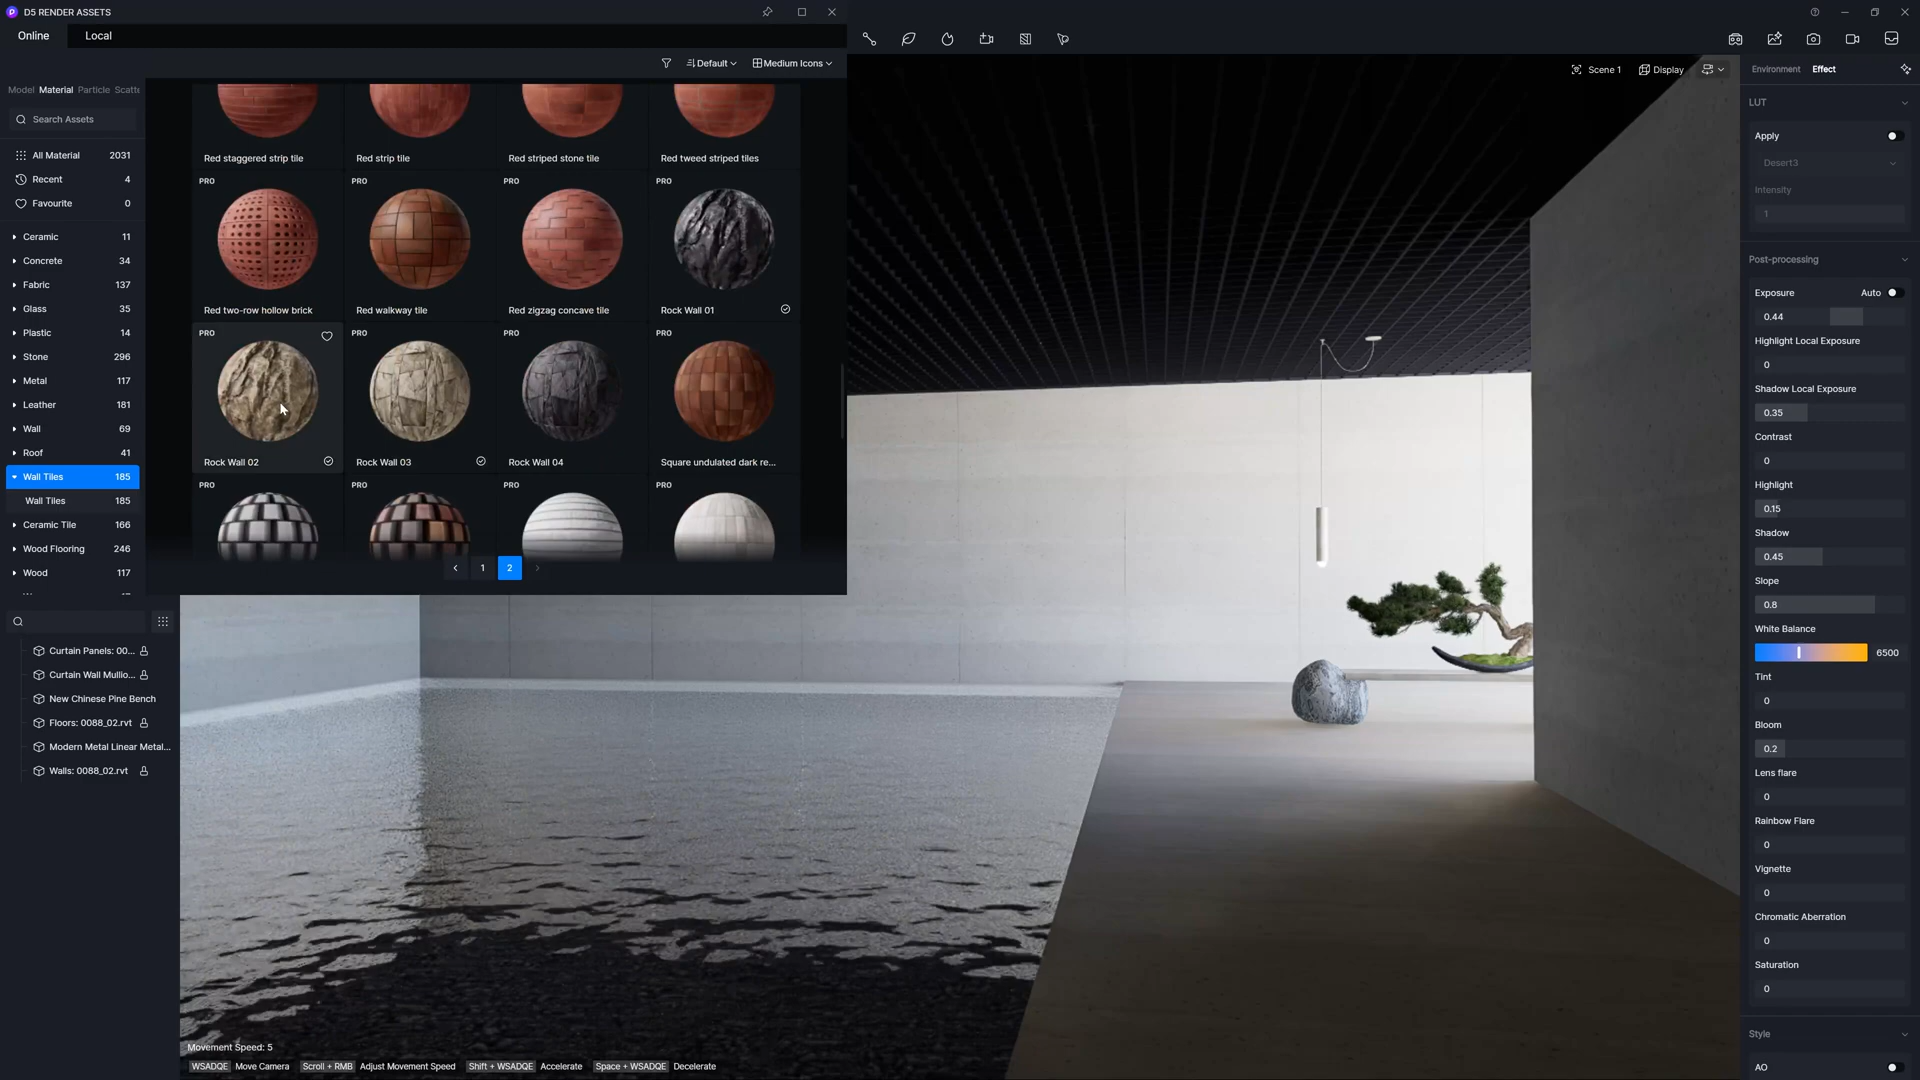 D5 RENDER ASSETS
Online
Local
Default
Medium Icons
Model Material Particle Scatte
Search Assets
All Material 2031
Recent 4
Favourite 0
Ceramic 11
Concrete 34
Fabric 137
Glass 35
Plastic 14
Stone 296
Metal 117
Leather 181
Wall 69
Roof 41
Wall Tiles 185
Wall Tiles 185
Ceramic Tile 166
Wood Flooring 246
Wood 117
Red staggered strip tile
Red strip tile
Red striped stone tile
Red tweed striped tiles
PRO PRO PRO PRO
Red two-row hollow brick
Red walkway tile
Red zigzag concave tile
Rock Wall 01
PRO PRO PRO PRO
Rock Wall 02
Rock Wall 03
Rock Wall 04
Square undulated dark re...
PRO PRO PRO PRO
1 2
Curtain Panels: 00...
Curtain Wall Mullio...
New Chinese Pine Bench
Floors: 0088_02.rvt
Modern Metal Linear Metal...
Walls: 0088_02.rvt
Scene 1
Display
Movement Speed: 5
WSADQE Move Camera Scroll + RMB Adjust Movement Speed Shift + WSADQE Accelerate Space + WSADQE Decelerate
Environment Effect
LUT
Apply
Desert3
Intensity
1
Post-processing
Exposure Auto
0.44
Highlight Local Exposure
0
Shadow Local Exposure
0.35
Contrast
0
Highlight
0.15
Shadow
0.45
Slope
0.8
White Balance
6500
Tint
0
Bloom
0.2
Lens flare
0
Rainbow Flare
0
Vignette
0
Chromatic Aberration
0
Saturation
0
Style
AO